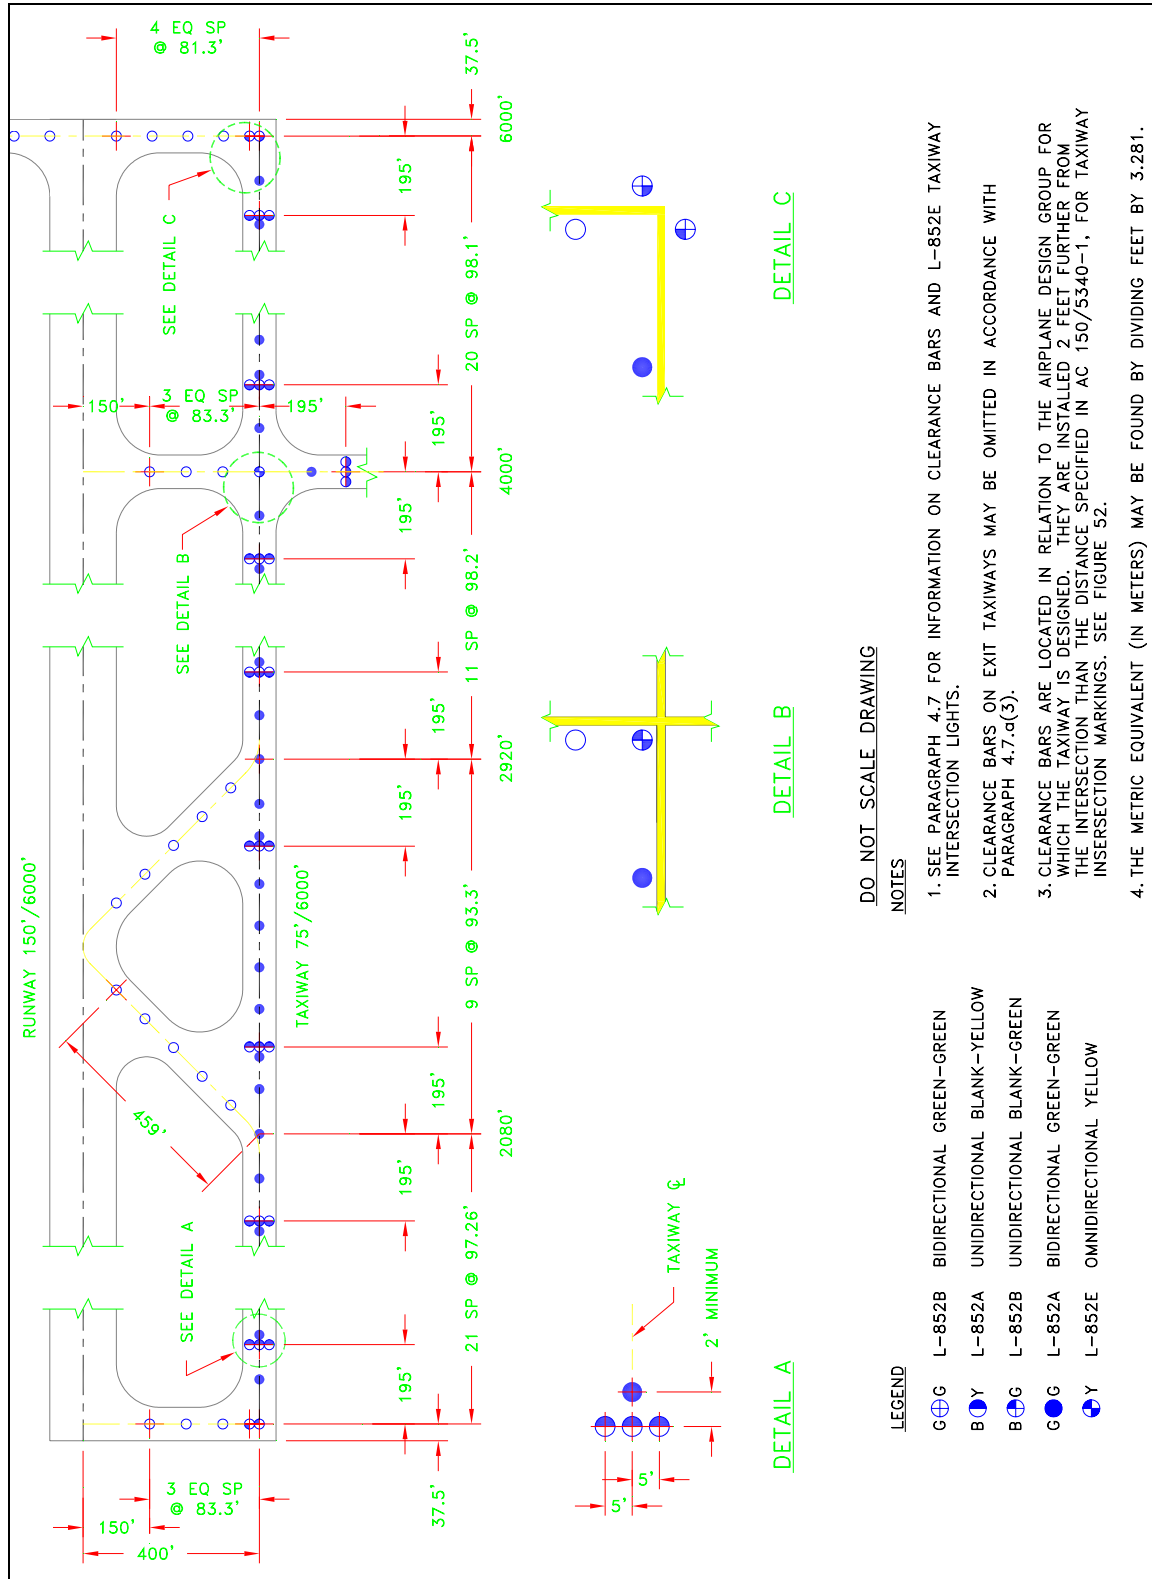 4 EQ SP
@ 81.3'
37.5'
6000'
195'
SEE DETAIL C
20 SP @ 98.1'
150'
3 EQ SP
@ 83.3'
195'
195'
4000'
195'
SEE DETAIL B
11 SP @ 98.2'
195'
2920'
195'
RUNWAY 150'/6000'
TAXIWAY 75'/6000'
9 SP @ 93.3'
459'
195'
2080'
195'
SEE DETAIL A
21 SP @ 97.26'
195'
3 EQ SP
@ 83.3'
150'
400'
37.5'
DETAIL C
DETAIL B
TAXIWAY ℄
2' MINIMUM
5'
5'
DETAIL A
DO NOT SCALE DRAWING
NOTES
1. SEE PARAGRAPH 4.7 FOR INFORMATION ON CLEARANCE BARS AND L-852E TAXIWAY
INTERSECTION LIGHTS.
2. CLEARANCE BARS ON EXIT TAXIWAYS MAY BE OMITTED IN ACCORDANCE WITH
PARAGRAPH 4.7.a(3).
3. CLEARANCE BARS ARE LOCATED IN RELATION TO THE AIRPLANE DESIGN GROUP FOR
WHICH THE TAXIWAY IS DESIGNED. THEY ARE INSTALLED 2 FEET FURTHER FROM
THE INTERSECTION THAN THE DISTANCE SPECIFIED IN AC 150/5340-1, FOR TAXIWAY
INSERSECTION MARKINGS. SEE FIGURE 52.
4. THE METRIC EQUIVALENT (IN METERS) MAY BE FOUND BY DIVIDING FEET BY 3.281.
LEGEND
G G L-852B BIDIRECTIONAL GREEN-GREEN
B Y L-852A UNIDIRECTIONAL BLANK-YELLOW
B G L-852B UNIDIRECTIONAL BLANK-GREEN
G G L-852A BIDIRECTIONAL GREEN-GREEN
Y L-852E OMNIDIRECTIONAL YELLOW